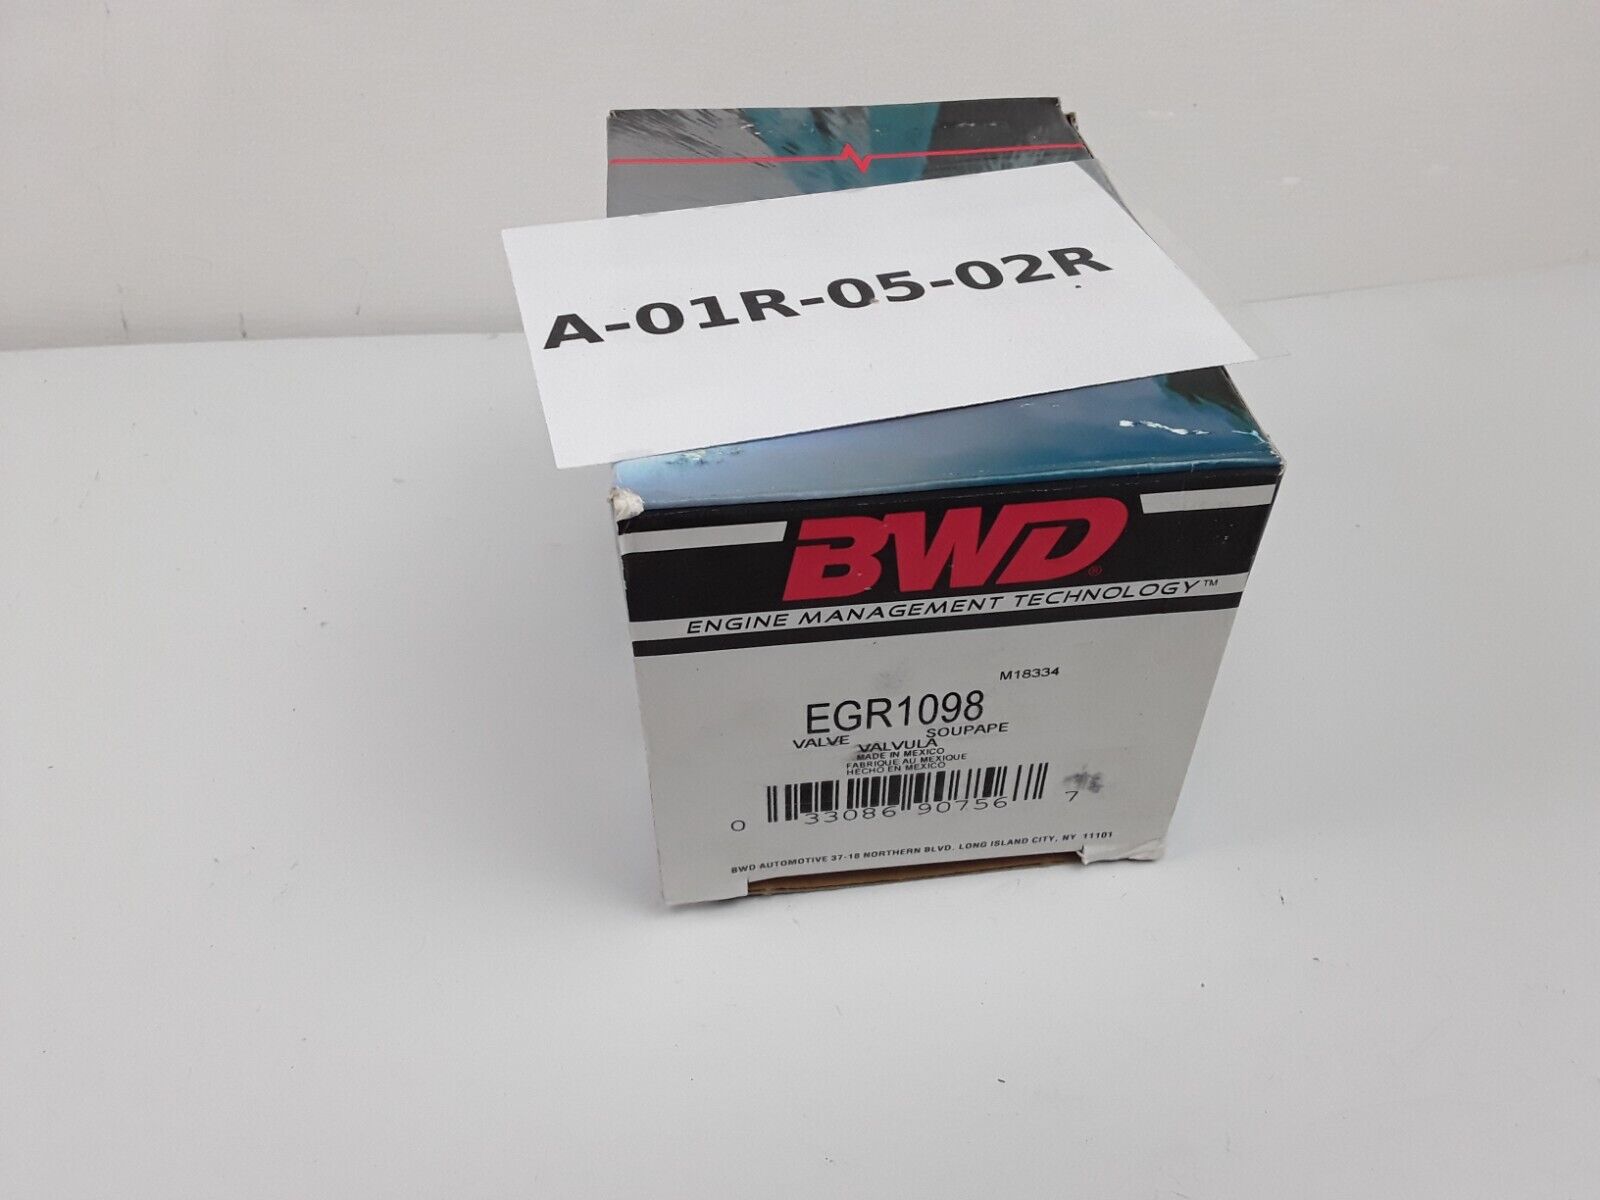 A-01R-05-02R
BWD®
ENGINE MANAGEMENT TECHNOLOGY™
M18334
EGR1098
VALVE VALVULA SOUPAPE
MADE IN MEXICO
FABRIQUE AU MEXIQUE
HECHO EN MEXICO
0 33086 90756 7
BWD AUTOMOTIVE 37-18 NORTHERN BLVD. LONG ISLAND CITY, NY 11101